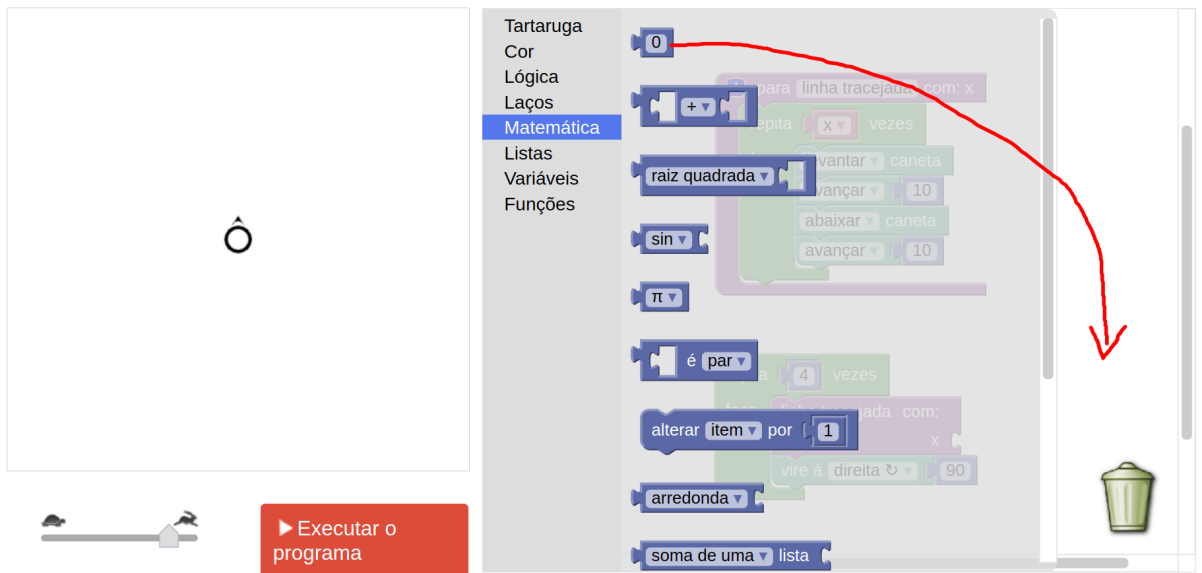 Tartaruga
Cor
Lógica
Laços
Matemática
Listas
Variáveis
Funções
0
+ ▾
raiz quadrada ▾
sin ▾
π ▾
é par ▾
alterar item ▾ por 1
arredonda ▾
soma de uma ▾ lista
para linha tracejada com: x
x ▾ vezes
caneta
avançar ▾ 10
abaixar ▾ caneta
avançar ▾ 10
4 vezes
com:
x
vire à direita ↻ ▾ 90
Executar o
programa